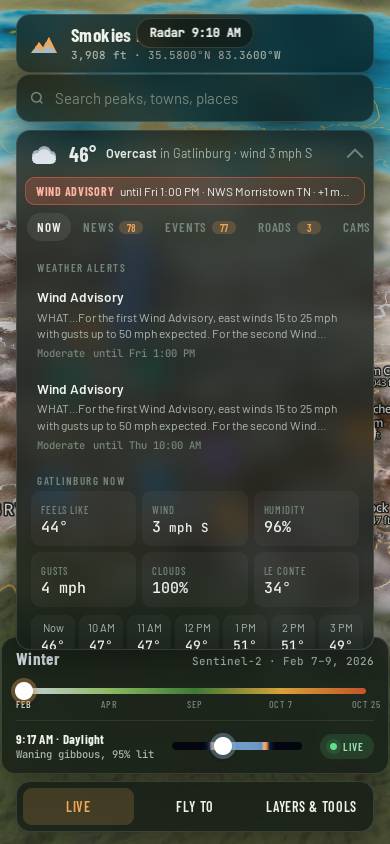 Smokies
Radar 9:10 AM
3,908 ft · 35.5800°N 83.3600°W
Search peaks, towns, places
46° Overcast in Gatlinburg · wind 3 mph S
WIND ADVISORY until Fri 1:00 PM · NWS Morristown TN · +1 m…
NOW NEWS 78 EVENTS 77 ROADS 3 CAMS
WEATHER ALERTS
Wind Advisory
WHAT...For the first Wind Advisory, east winds 15 to 25 mph
with gusts up to 50 mph expected. For the second Wind…
Moderate until Fri 1:00 PM
Wind Advisory
WHAT...For the first Wind Advisory, east winds 15 to 25 mph
with gusts up to 50 mph expected. For the second Wind…
Moderate until Thu 10:00 AM
GATLINBURG NOW
FEELS LIKE WIND HUMIDITY
44° 3 mph S 96%
GUSTS CLOUDS LE CONTE
4 mph 100% 34°
Now 10 AM 11 AM 12 PM 1 PM 2 PM 3 PM
46° 47° 47° 49° 51° 51° 49°
Winter Sentinel-2 · Feb 7–9, 2026
FEB APR SEP OCT 7 OCT 25
9:17 AM · Daylight
Waning gibbous, 95% lit
LIVE
LIVE FLY TO LAYERS & TOOLS